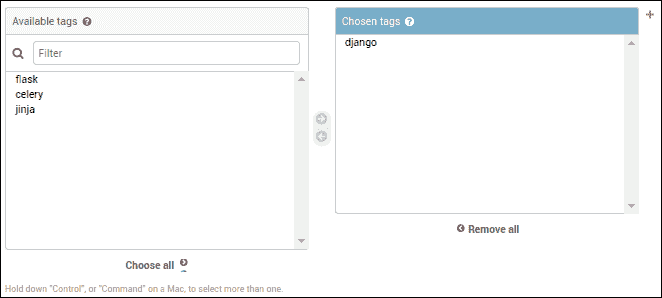 Available tags ?
Filter
flask
celery
jinja
Choose all
Chosen tags ?
django
Remove all
Hold down "Control", or "Command" on a Mac, to select more than one.